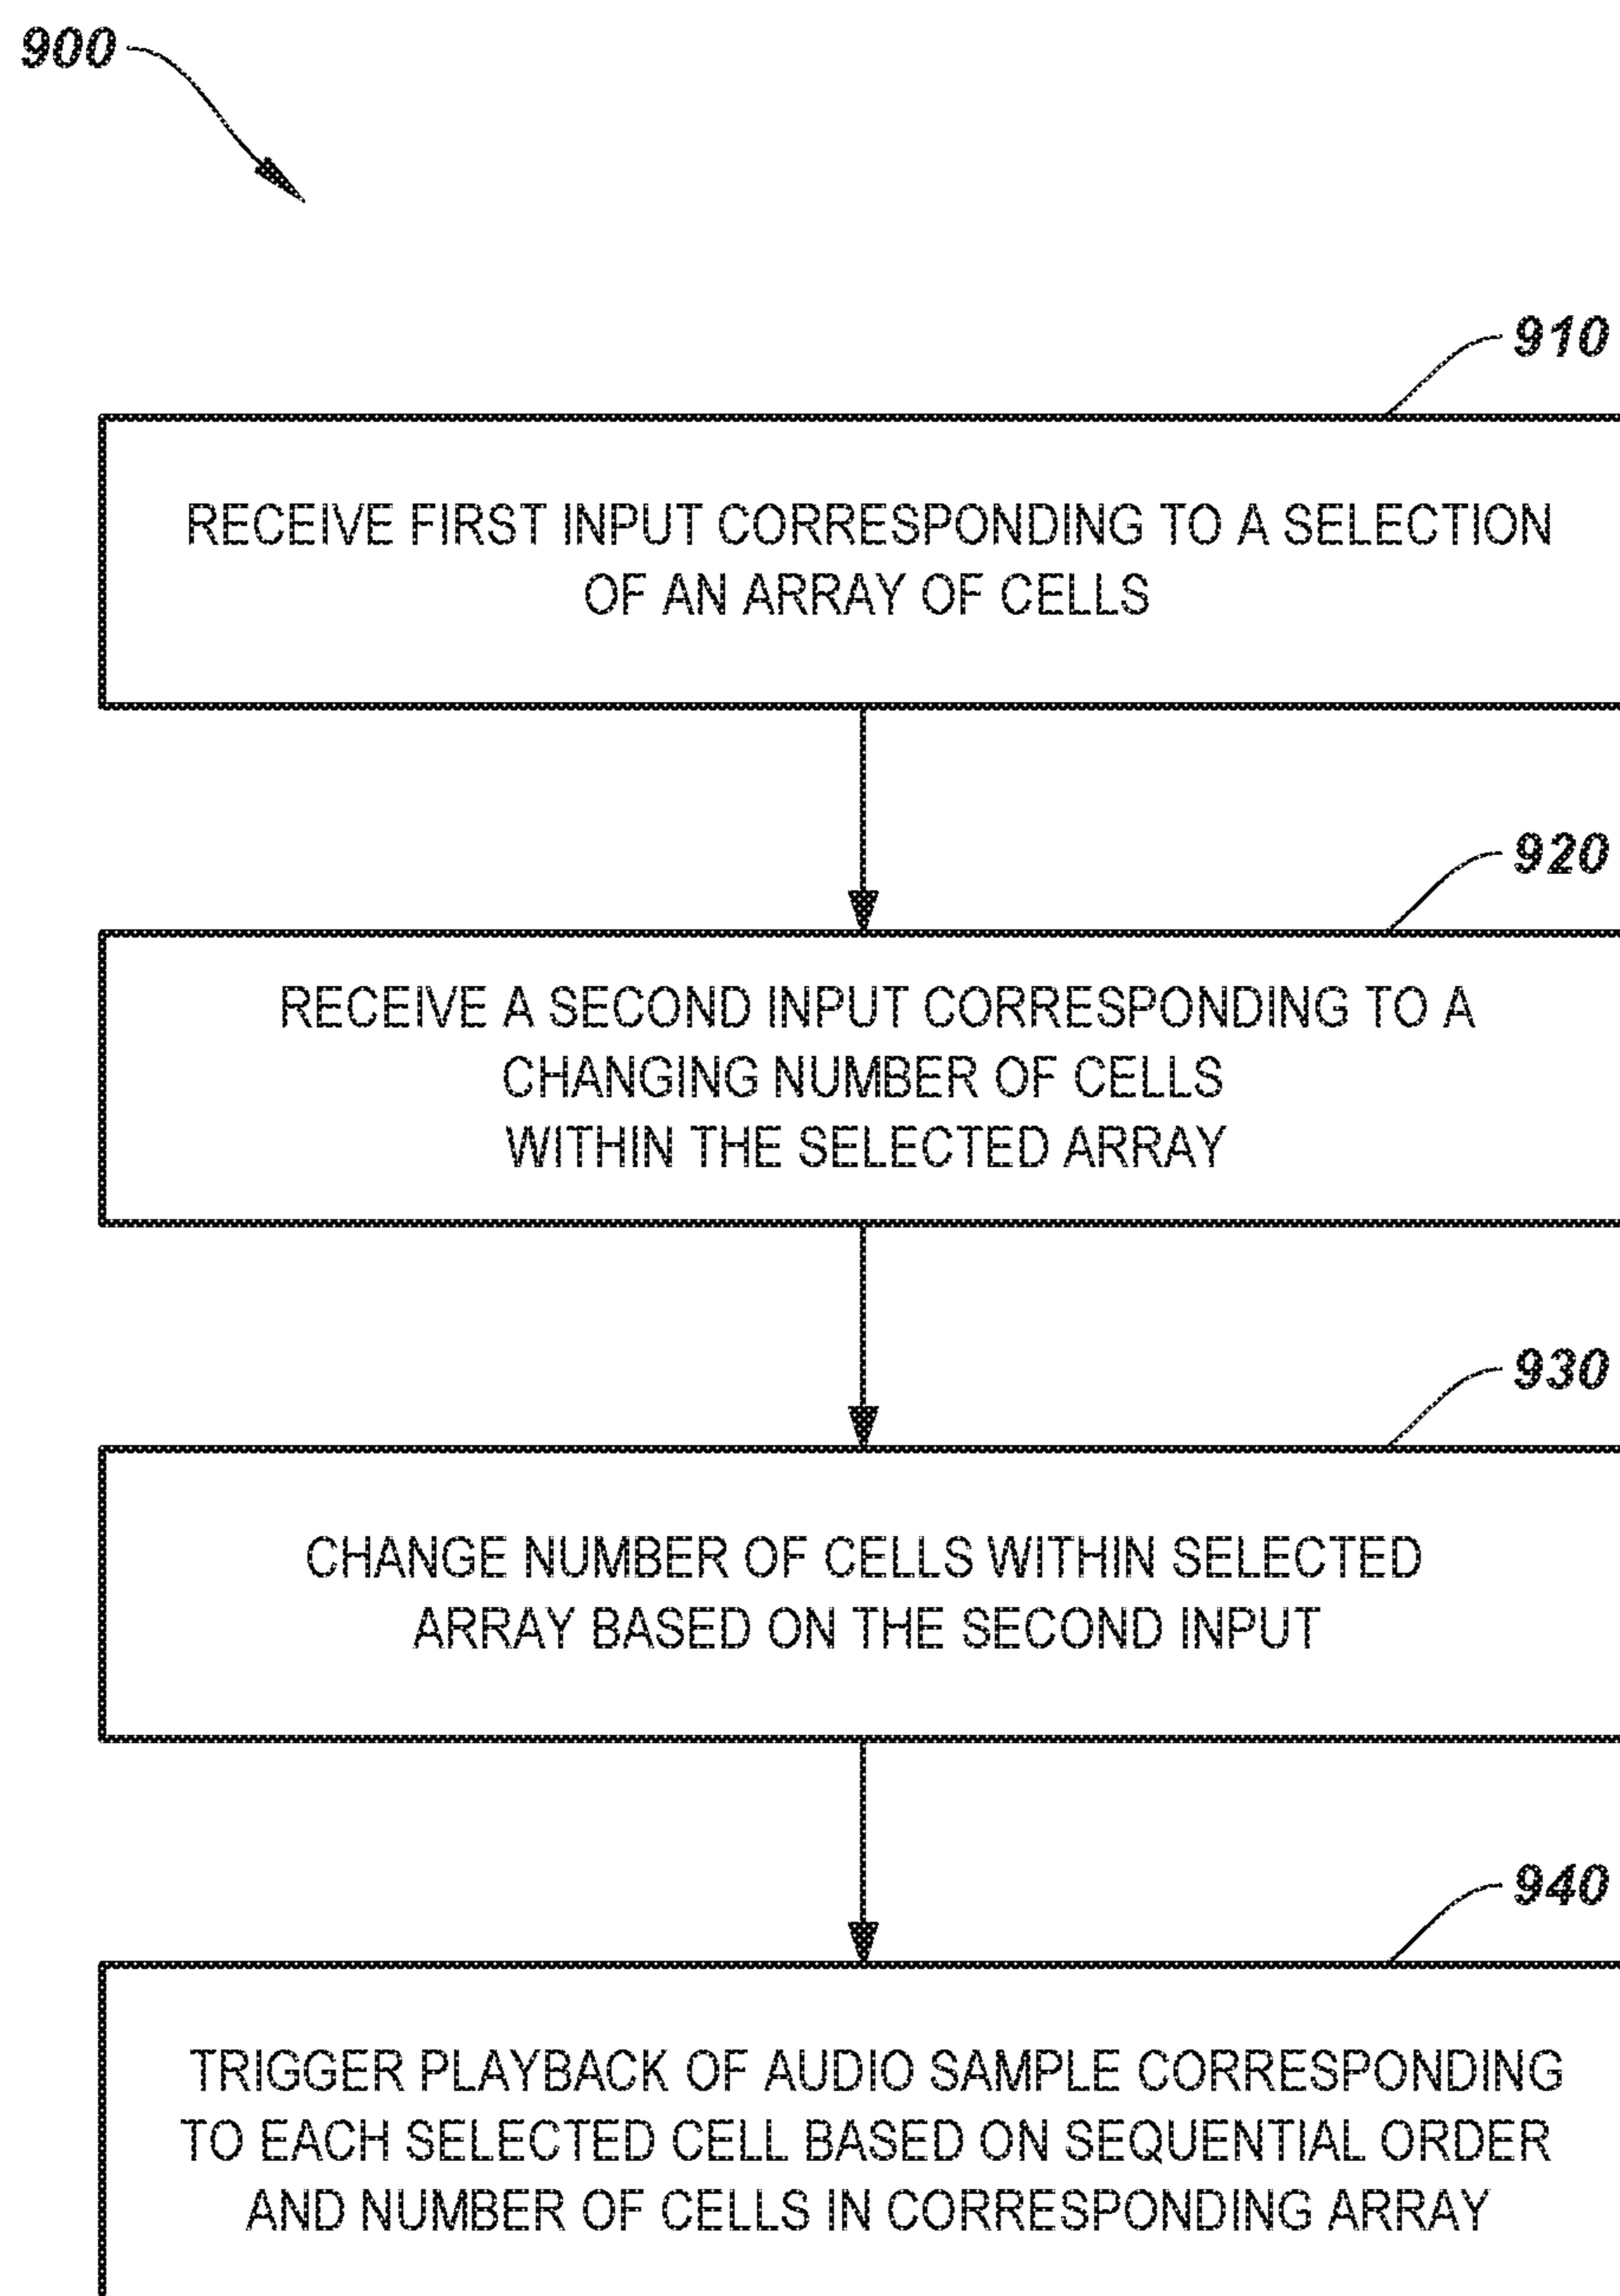 900
910
RECEIVE FIRST INPUT CORRESPONDING TO A SELECTION
OF AN ARRAY OF CELLS
920
RECEIVE A SECOND INPUT CORRESPONDING TO A
CHANGING NUMBER OF CELLS
WITHIN THE SELECTED ARRAY
930
CHANGE NUMBER OF CELLS WITHIN SELECTED
ARRAY BASED ON THE SECOND INPUT
940
TRIGGER PLAYBACK OF AUDIO SAMPLE CORRESPONDING
TO EACH SELECTED CELL BASED ON SEQUENTIAL ORDER
AND NUMBER OF CELLS IN CORRESPONDING ARRAY